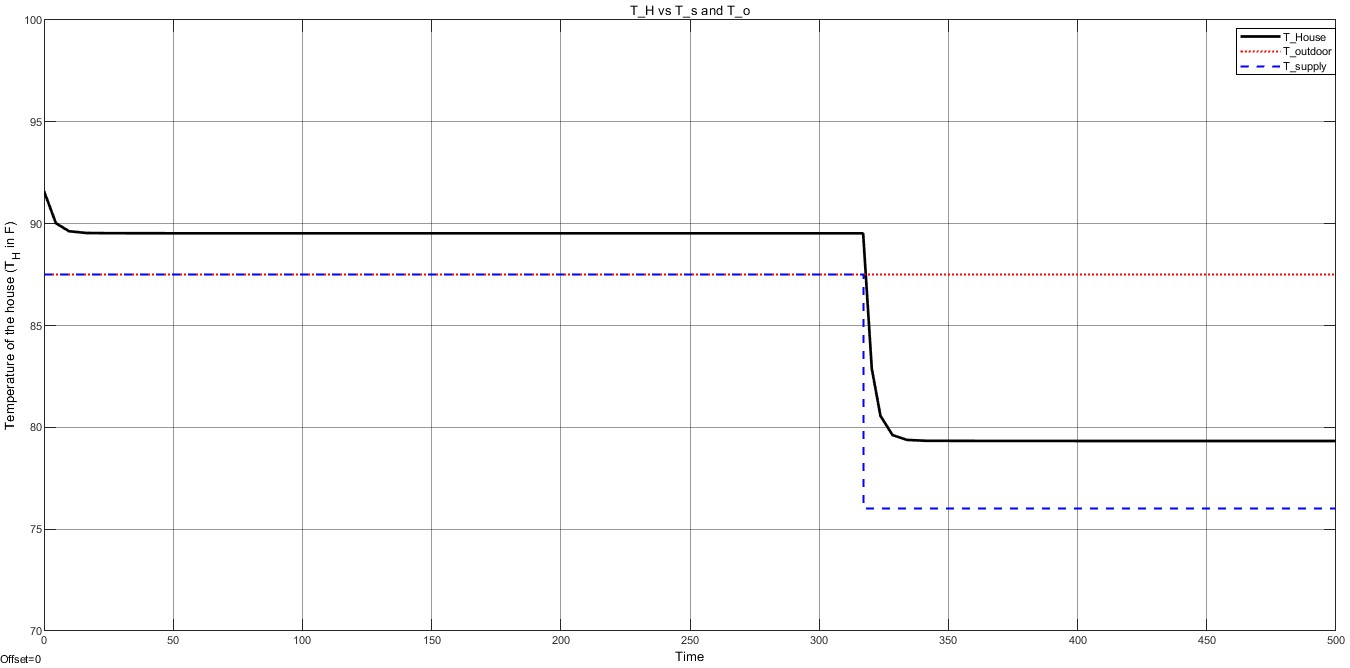 T_H vs T_s and T_o
T_House
T_outdoor
T_supply
Temperature of the house (T_H in F)
100
95
90
85
80
75
70
0 50 100 150 200 250 300 350 400 450 500
Time
Offset=0